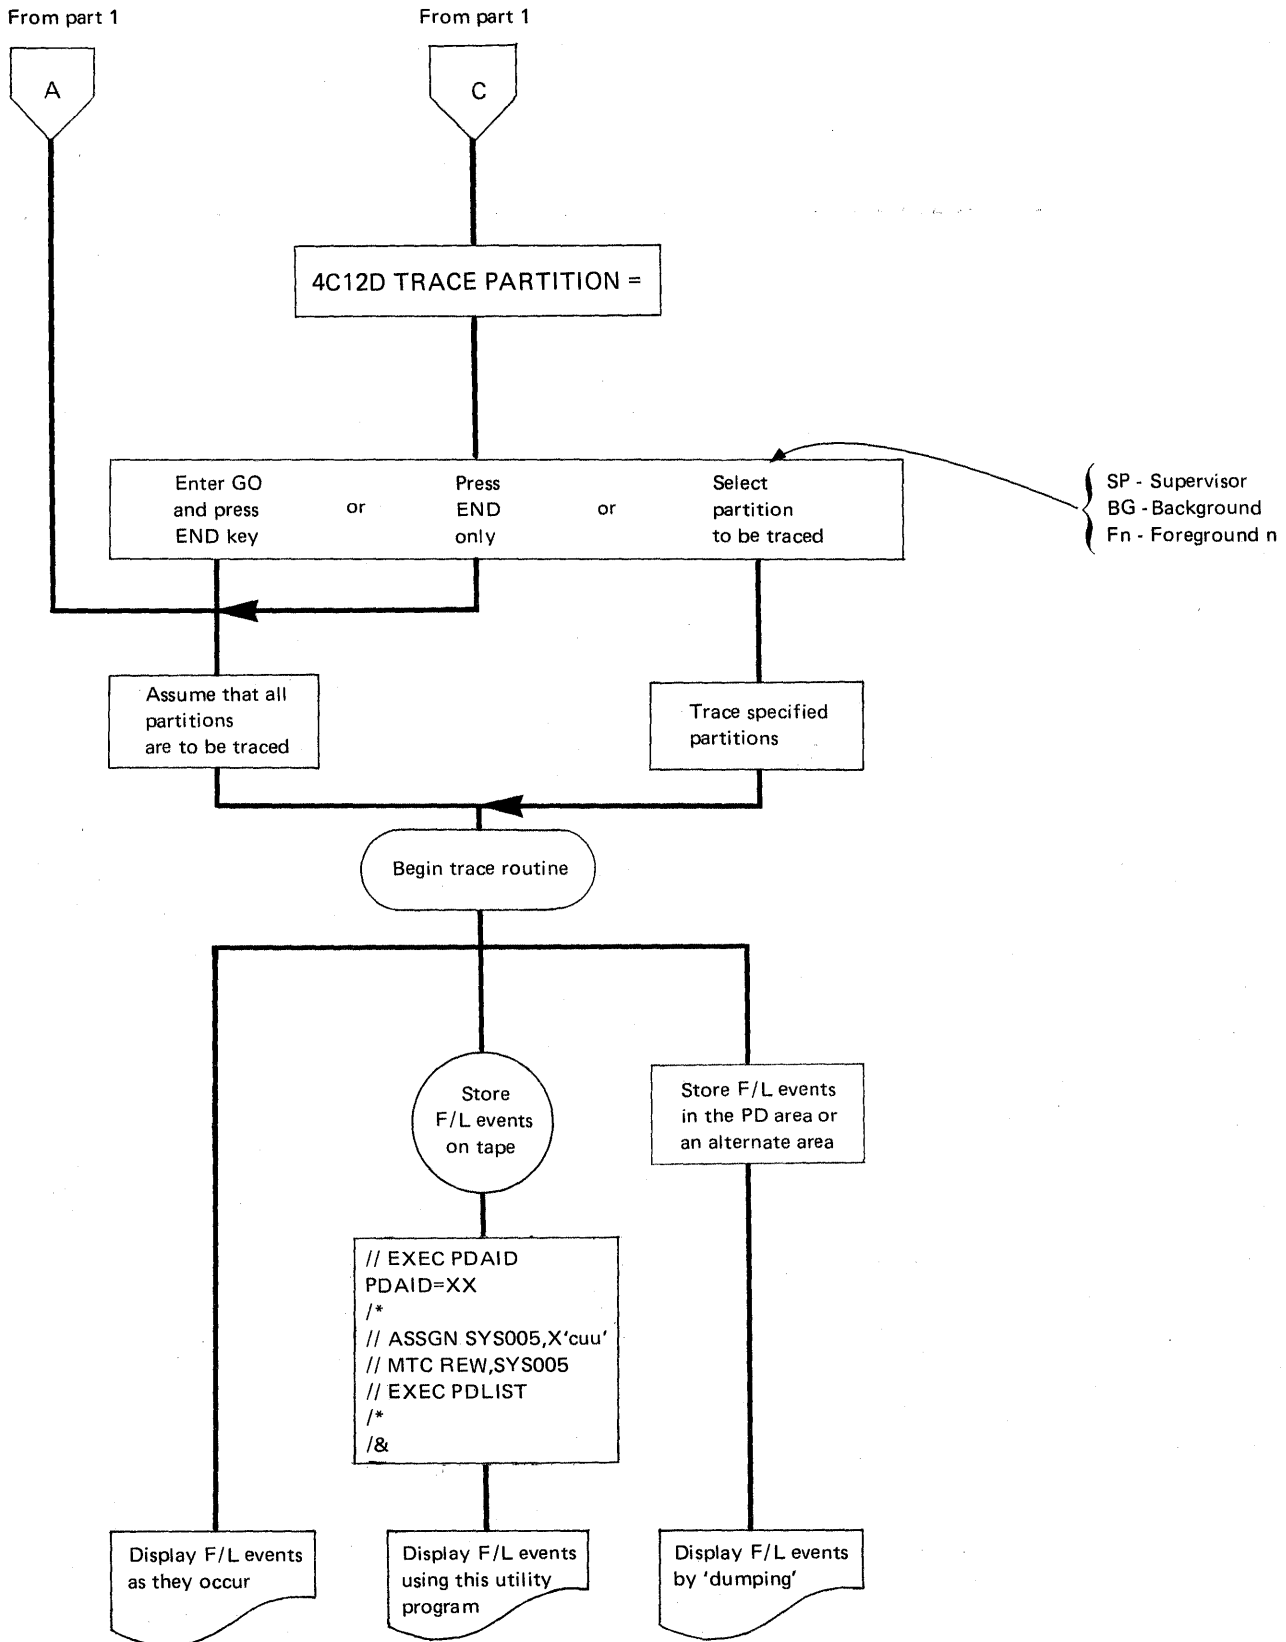 From part 1
From part 1
A
C
4C12D TRACE PARTITION =
Enter GO
and press
END key
or
Press
END
only
or
Select
partition
to be traced
SP - Supervisor
BG - Background
Fn - Foreground n
Assume that all
partitions
are to be traced
Trace specified
partitions
Begin trace routine
Store
F/L events
on tape
Store F/L events
in the PD area or
an alternate area
// EXEC PDAID
PDAID=XX
/*
// ASSGN SYS005,X'cuu'
// MTC REW,SYS005
// EXEC PDLIST
/*
/&
Display F/L events
as they occur
Display F/L events
using this utility
program
Display F/L events
by 'dumping'